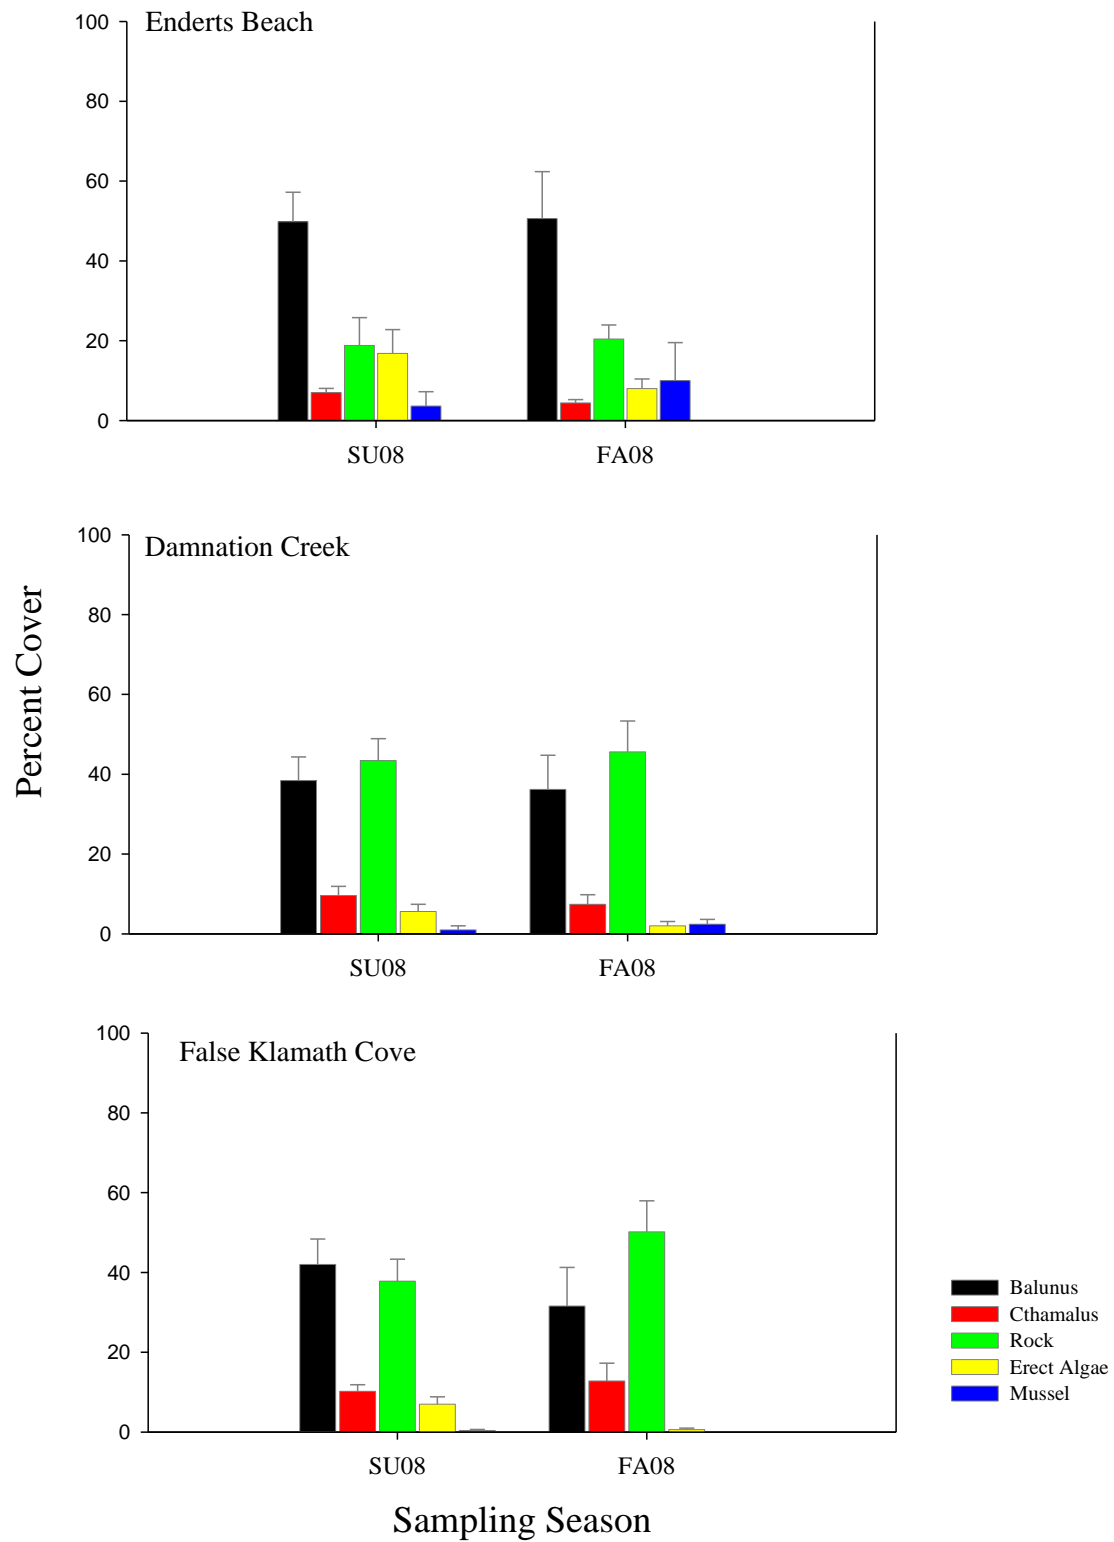 Enderts Beach
100
80
60
40
20
0
SU08 FA08
Damnation Creek
100
80
60
40
20
0
SU08 FA08
Percent Cover
False Klamath Cove
100
80
60
40
20
0
SU08 FA08
Sampling Season
Balunus
Cthamalus
Rock
Erect Algae
Mussel